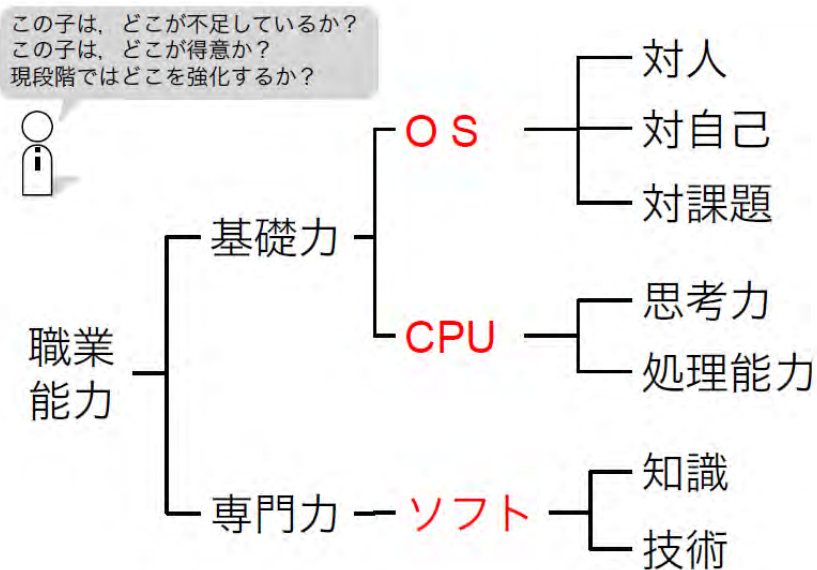 この子は，どこが不足しているか？
この子は，どこが得意か？
現段階ではどこを強化するか？
職業
能力
基礎力
OS
対人
対自己
対課題
CPU
思考力
処理能力
専門力
ソフト
知識
技術